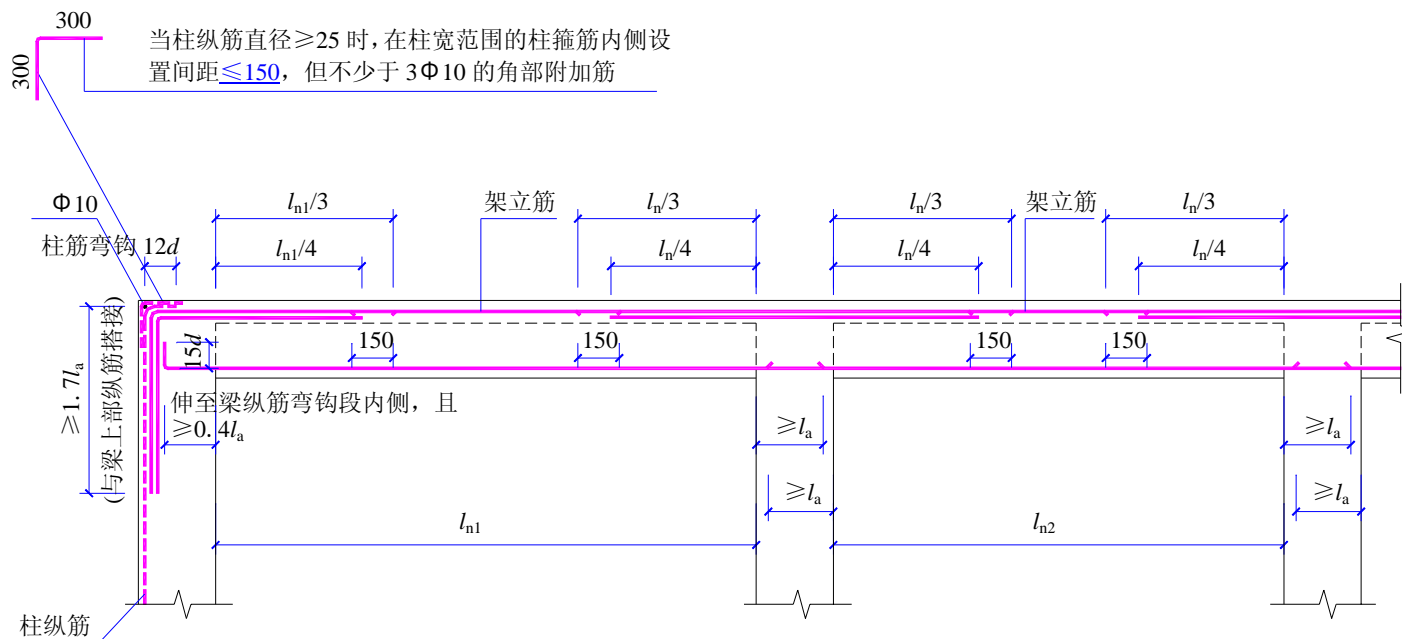 300
当柱纵筋直径≥25 时，在柱宽范围的柱箍筋内侧设
置间距≤150，但不少于 3Φ10 的角部附加筋
300
Φ10
柱筋弯钩 12d
ln1/3
架立筋
ln/3
ln/3
架立筋
ln/3
ln1/4
ln/4
ln/4
ln/4
≥1.7la
(与梁上部纵筋搭接)
15d
150
150
150
150
伸至梁纵筋弯钩段内侧，且
≥0.4la
≥la
≥la
≥la
≥la
ln1
ln2
柱纵筋